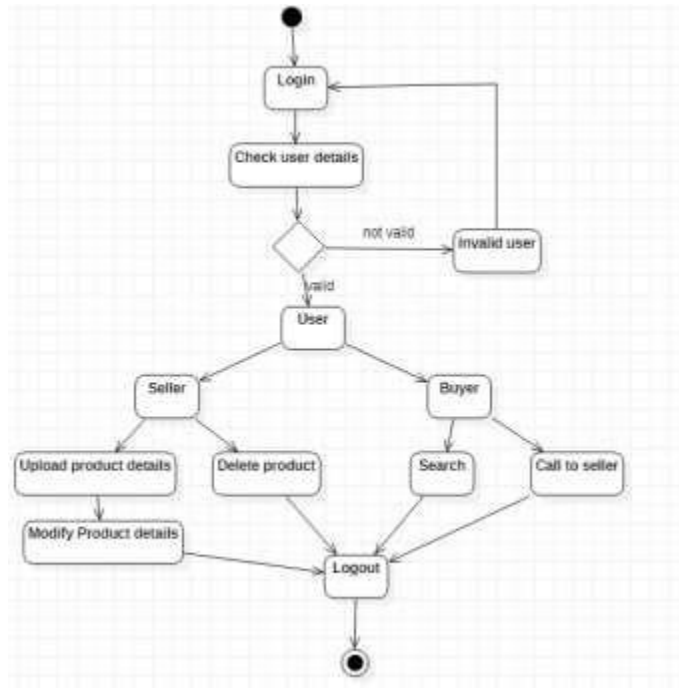 Login
Check user details
not valid
Invalid user
valid
User
Seller
Buyer
Upload product details
Delete product
Search
Call to seller
Modify Product details
Logout